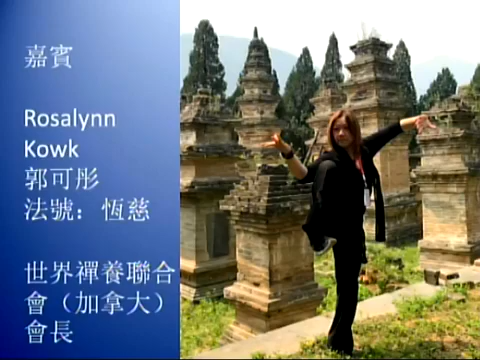 嘉賓
Rosalynn
Kowk
郭可彤
法號：恆慈
世界禪養聯合
會（加拿大）
會長